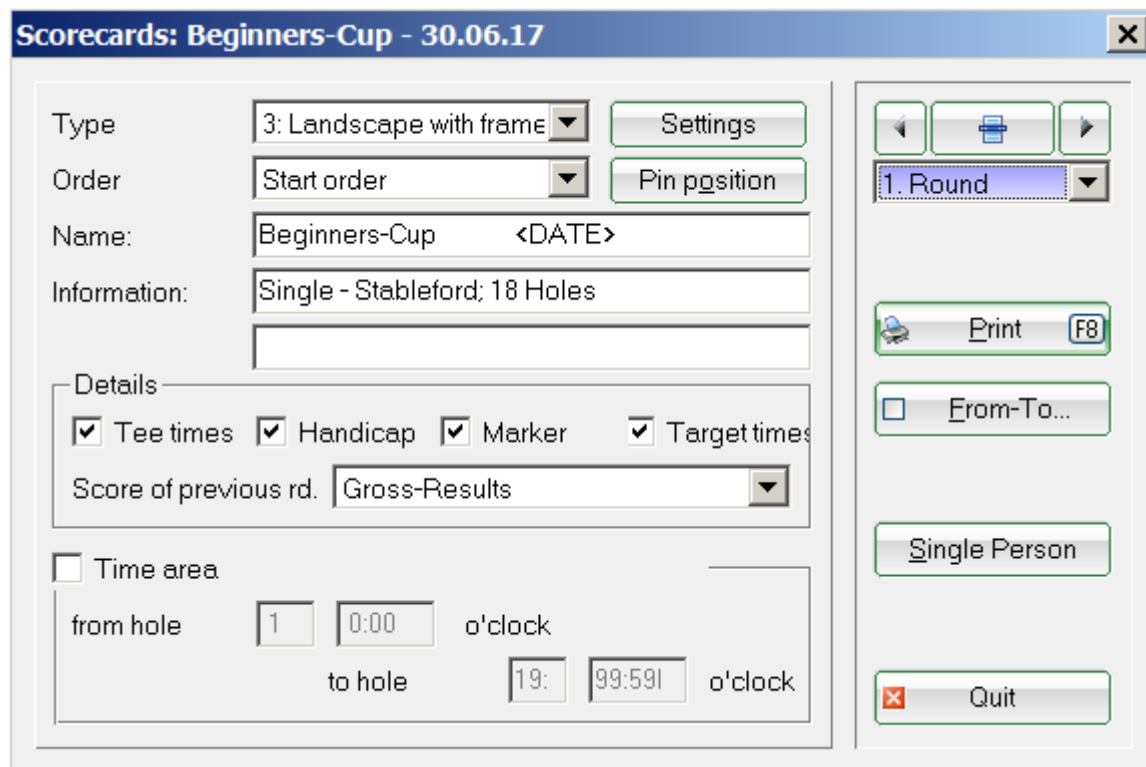 Scorecards: Beginners-Cup - 30.06.17
Type 3: Landscape with frame Settings
Order Start order Pin position
1. Round
Name: Beginners-Cup <DATE>
Information: Single - Stableford; 18 Holes
Print F8
Details
From-To...
Tee times Handicap Marker Target times
Score of previous rd. Gross-Results
Single Person
Time area
from hole 1 0:00 o'clock
to hole 19: 99:59 o'clock
Quit